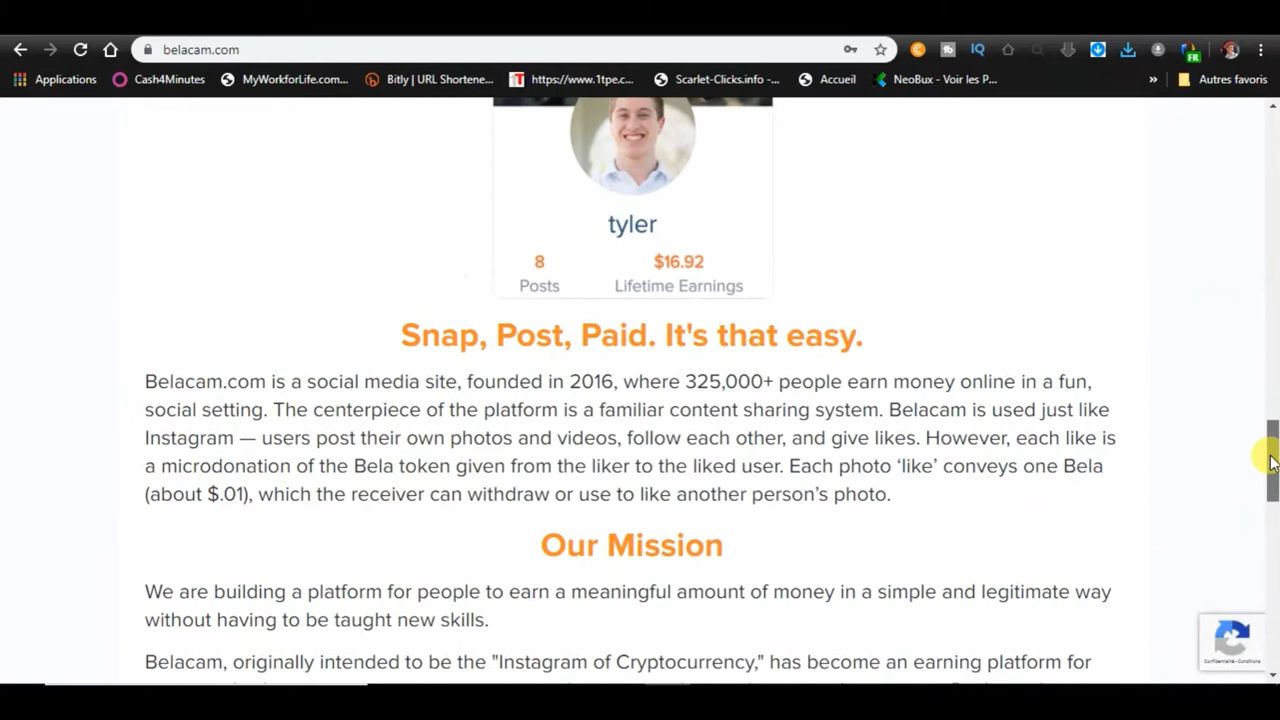 belacam.com
FR
Applications
Cash4Minutes
MyWorkforLife.com...
Bitly | URL Shortene...
https://www.1tpe.c...
Scarlet-Clicks.info -...
Accueil
NeoBux - Voir les P...
»
Autres favoris
tyler
8 $16.92
Posts Lifetime Earnings
Snap, Post, Paid. It's that easy.
Belacam.com is a social media site, founded in 2016, where 325,000+ people earn money online in a fun,
social setting. The centerpiece of the platform is a familiar content sharing system. Belacam is used just like
Instagram — users post their own photos and videos, follow each other, and give likes. However, each like is
a microdonation of the Bela token given from the liker to the liked user. Each photo ‘like’ conveys one Bela
(about $.01), which the receiver can withdraw or use to like another person’s photo.
Our Mission
We are building a platform for people to earn a meaningful amount of money in a simple and legitimate way
without having to be taught new skills.
Belacam, originally intended to be the "Instagram of Cryptocurrency," has become an earning platform for
Confidentialité - Conditions